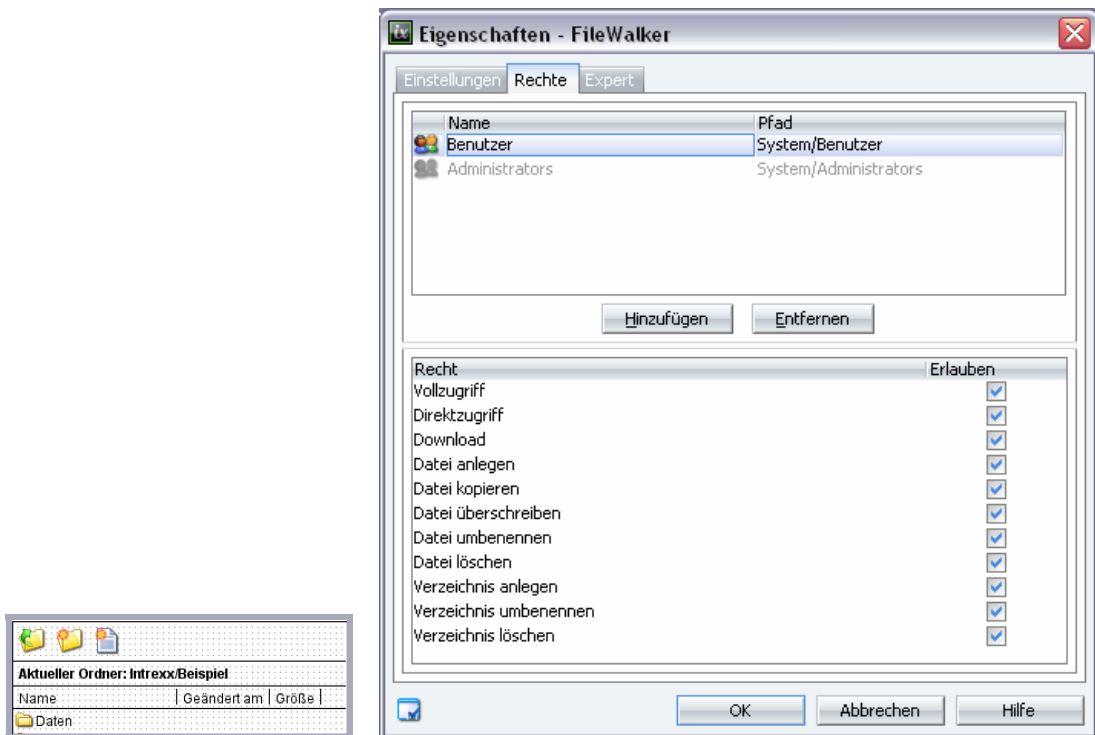 Eigenschaften - FileWalker
Einstellungen Rechte Expert
Name Pfad
Benutzer System/Benutzer
Administrators System/Administrators
Hinzufügen Entfernen
Recht Erlauben
Vollzugriff
Direktzugriff
Download
Datei anlegen
Datei kopieren
Datei überschreiben
Datei umbenennen
Datei löschen
Verzeichnis anlegen
Verzeichnis umbenennen
Verzeichnis löschen
OK Abbrechen Hilfe
Aktueller Ordner: Intrexx/Beispiel
Name Geändert am Größe
Daten